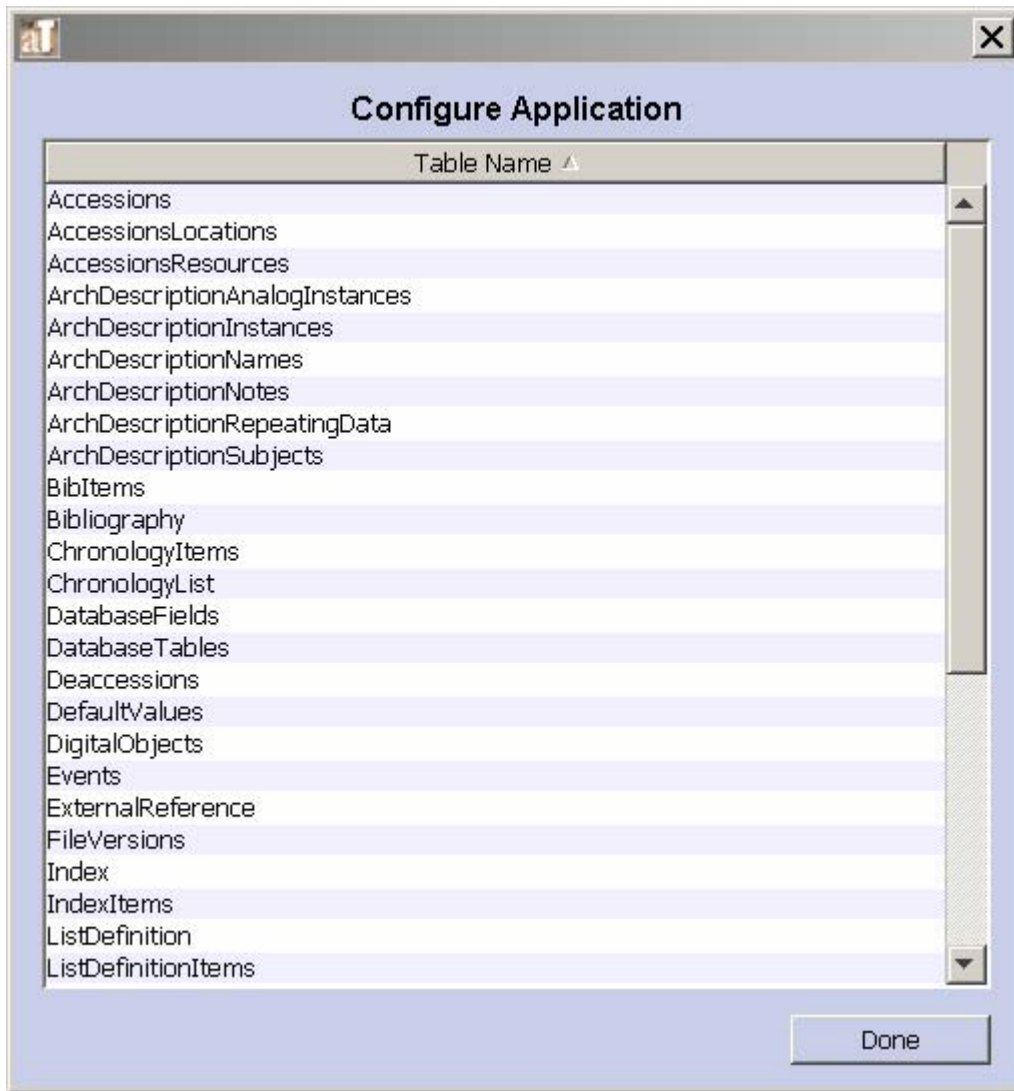 aT
Configure Application
Table Name
Accessions
AccessionsLocations
AccessionsResources
ArchDescriptionAnalogInstances
ArchDescriptionInstances
ArchDescriptionNames
ArchDescriptionNotes
ArchDescriptionRepeatingData
ArchDescriptionSubjects
BibItems
Bibliography
ChronologyItems
ChronologyList
DatabaseFields
DatabaseTables
Deaccessions
DefaultValues
DigitalObjects
Events
ExternalReference
FileVersions
Index
IndexItems
ListDefinition
ListDefinitionItems
Done